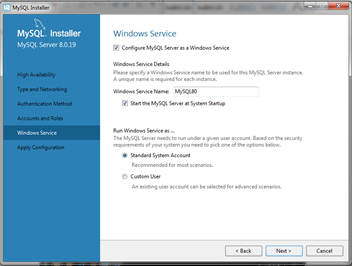 MySQL Installer
MySQL. Installer
MySQL Server 8.0.19
High Availability
Type and Networking
Authentication Method
Accounts and Roles
Windows Service
Apply Configuration
Windows Service
Configure MySQL Server as a Windows Service
Windows Service Details
Please specify a Windows Service name to be used for this MySQL Server instance.
A unique name is required for each instance.
Windows Service Name: MySQL80
Start the MySQL Server at System Startup
Run Windows Service as ...
The MySQL Server needs to run under a given user account. Based on the security
requirements of your system you need to pick one of the options below.
Standard System Account
Recommended for most scenarios.
Custom User
An existing user account can be selected for advanced scenarios.
< Back
Next >
Cancel